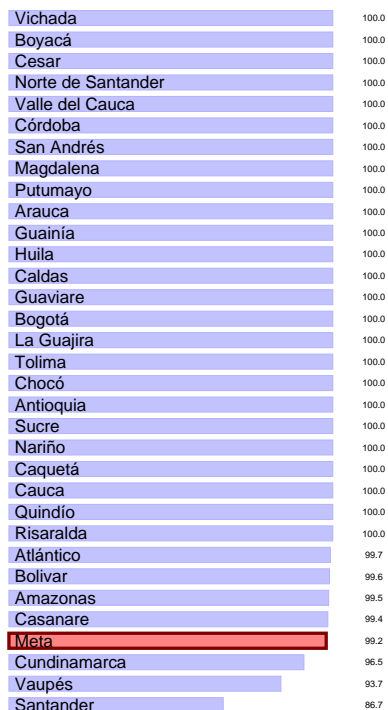 Vichada 100.0
Boyacá 100.0
Cesar 100.0
Norte de Santander 100.0
Valle del Cauca 100.0
Córdoba 100.0
San Andrés 100.0
Magdalena 100.0
Putumayo 100.0
Arauca 100.0
Guainía 100.0
Huila 100.0
Caldas 100.0
Guaviare 100.0
Bogotá 100.0
La Guajira 100.0
Tolima 100.0
Chocó 100.0
Antioquia 100.0
Sucre 100.0
Nariño 100.0
Caquetá 100.0
Cauca 100.0
Quindío 100.0
Risaralda 100.0
Atlántico 99.7
Bolivar 99.6
Amazonas 99.5
Casanare 99.4
Meta 99.2
Cundinamarca 96.5
Vaupés 93.7
Santander 86.7